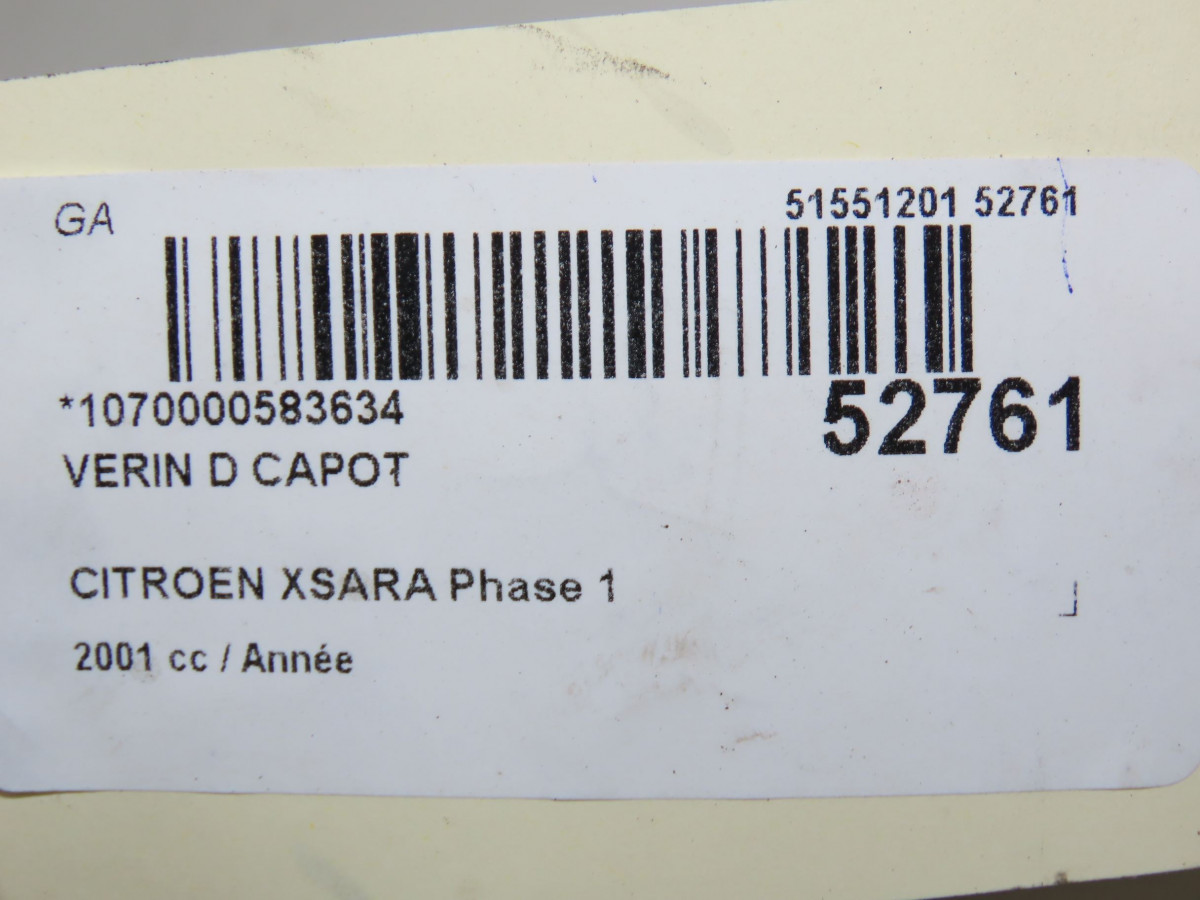 GA
51551201 52761
*1070000583634
52761
VERIN D CAPOT
CITROEN XSARA Phase 1
2001 cc / Année